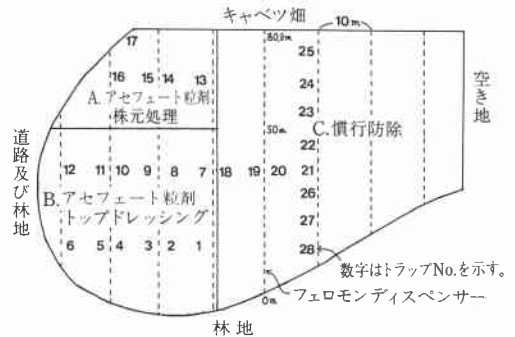 キャベツ畑
10m
80.0m
17
25
16 15 14 13
24
A.アセフェート粒剤
株元処理
23
空き地
50m
C.慣行防除
22
道路及び林地
12 11 10 9 8 7 18 19 20 21
26
B.アセフェート粒剤
トップドレッシング
27
6 5 4 3 2 1
28
数字はトラップNo.を示す。
フェロモンディスペンサー
0m
林地